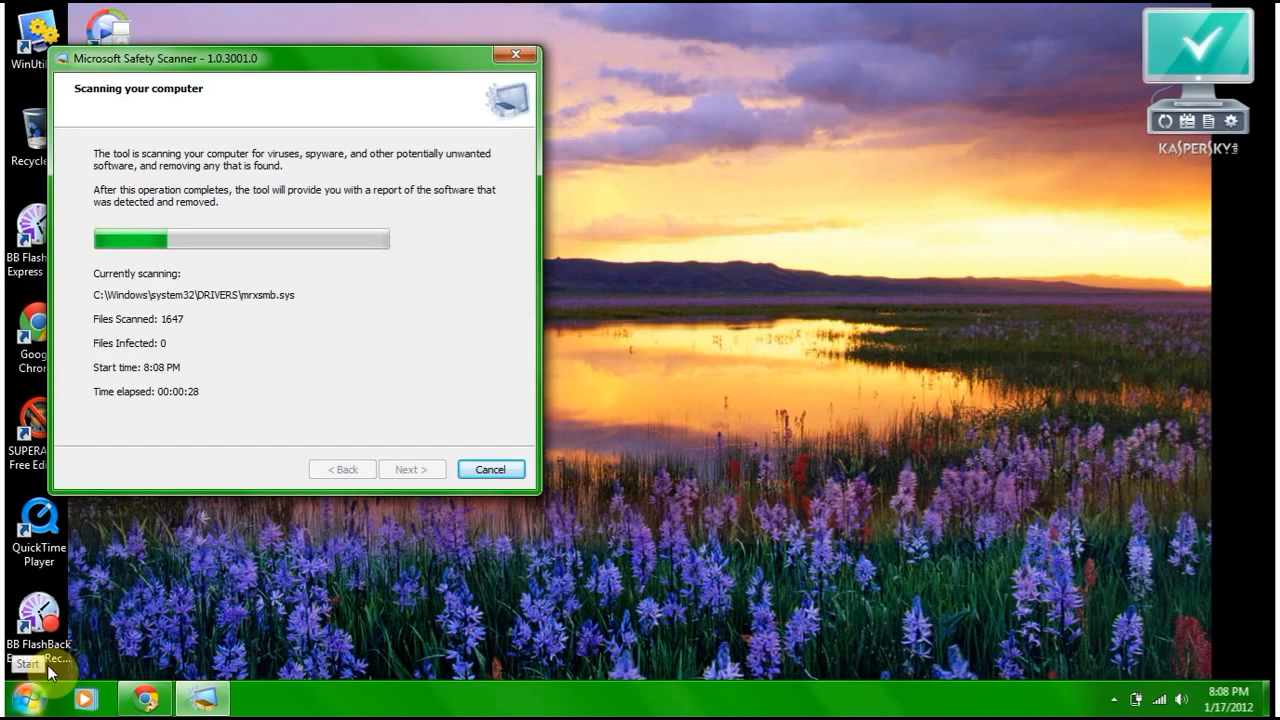 WinUtil
Recycle
BB Flash
Express
Goog
Chron
SUPERA
Free Edi
QuickTime
Player
BB FlashBack
Rec...
Start
Microsoft Safety Scanner - 1.0.3001.0
Scanning your computer
The tool is scanning your computer for viruses, spyware, and other potentially unwanted
software, and removing any that is found.
After this operation completes, the tool will provide you with a report of the software that
was detected and removed.
Currently scanning:
C:\Windows\system32\DRIVERS\mrxsmb.sys
Files Scanned: 1647
Files Infected: 0
Start time: 8:08 PM
Time elapsed: 00:00:28
< Back
Next >
Cancel
KASPERSKY
8:08 PM
1/17/2012